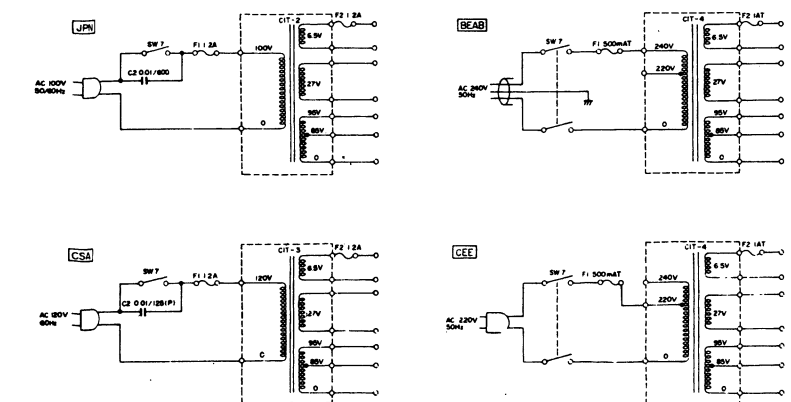 JPN
CIT-2
F2 1.2A
SW 7
F1 1.2A
100V
6.5V
C2 0.01/600
AC 100V
50/60Hz
27V
95V
85V
0
0
BEAB
CIT-4
F2 1AT
SW 7
F1 500mAT
240V
6.5V
220V
AC 240V
50Hz
27V
95V
85V
0
0
CSA
CIT-3
F2 1.2A
SW 7
F1 1.2A
120V
6.5V
C2 0.01/125(P)
AC 120V
60Hz
27V
95V
85V
0
0
CEE
CIT-4
F2 1AT
SW 7
F1 500mAT
240V
6.5V
220V
AC 220V
50Hz
27V
95V
85V
0
0